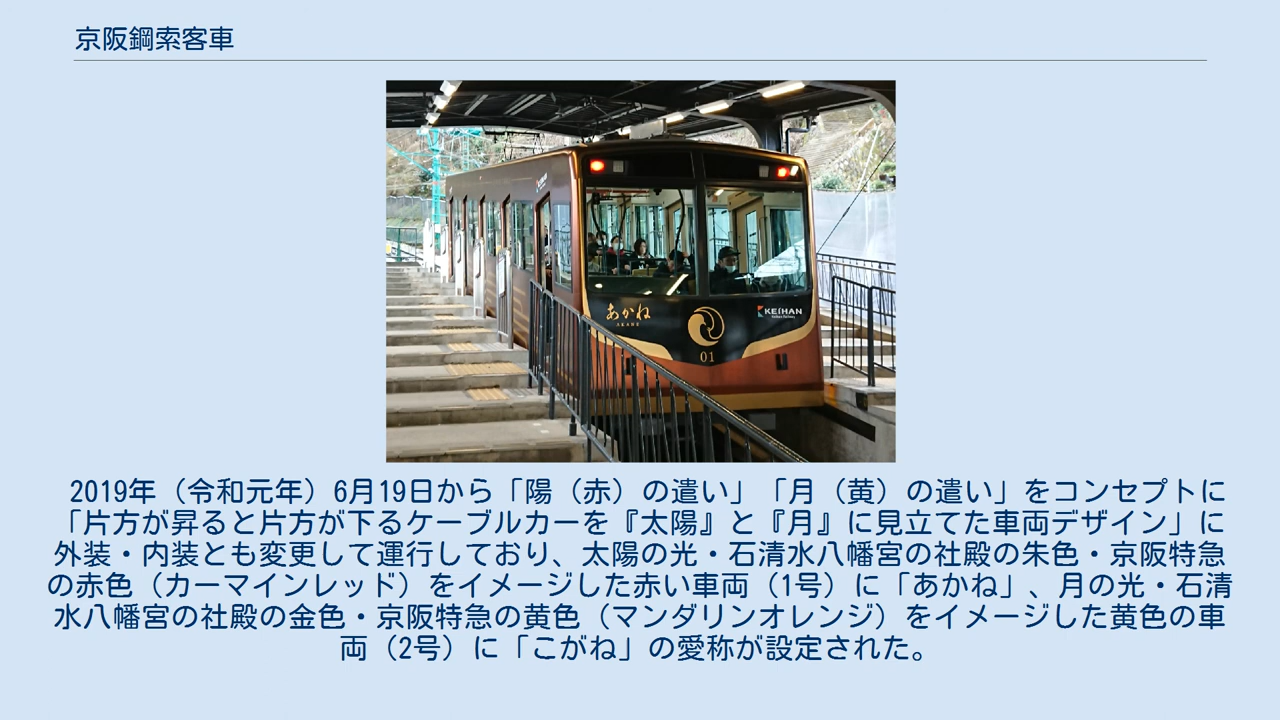 京阪鋼索客車
あかね
AKANE
01
KEIHAN
2019年（令和元年）6月19日から「陽（赤）の遣い」「月（黄）の遣い」をコンセプトに
「片方が昇ると片方が下るケーブルカーを『太陽』と『月』に見立てた車両デザイン」に
外装・内装とも変更して運行しており、太陽の光・石清水八幡宮の社殿の朱色・京阪特急
の赤色（カーマインレッド）をイメージした赤い車両（1号）に「あかね」、月の光・石清
水八幡宮の社殿の金色・京阪特急の黄色（マンダリンオレンジ）をイメージした黄色の車
両（2号）に「こがね」の愛称が設定された。